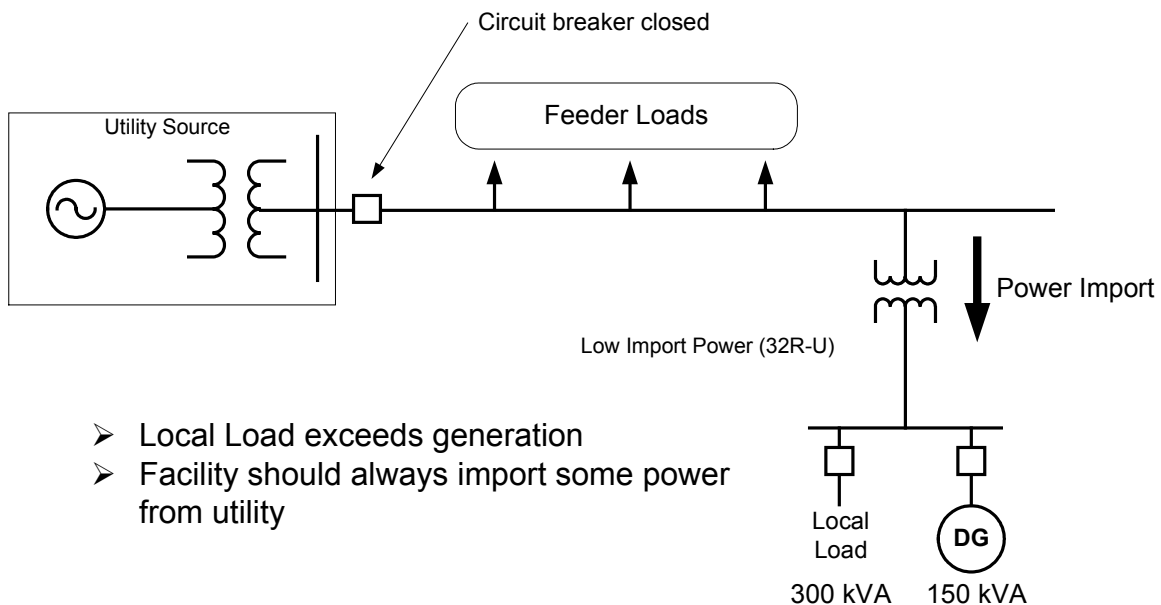 Circuit breaker closed
Utility Source
Feeder Loads
Power Import
Low Import Power (32R-U)
➢ Local Load exceeds generation
➢ Facility should always import some power
from utility
Local
Load
DG
300 kVA
150 kVA